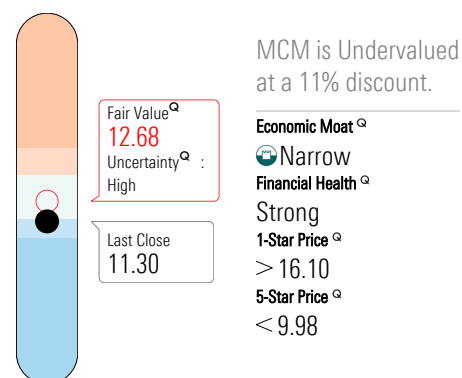 MCM is Undervalued
at a 11% discount.
Fair Value Q
12.68
Uncertainty Q :
High
Last Close
11.30
Economic Moat Q
Narrow
Financial Health Q
Strong
1-Star Price Q
> 16.10
5-Star Price Q
< 9.98